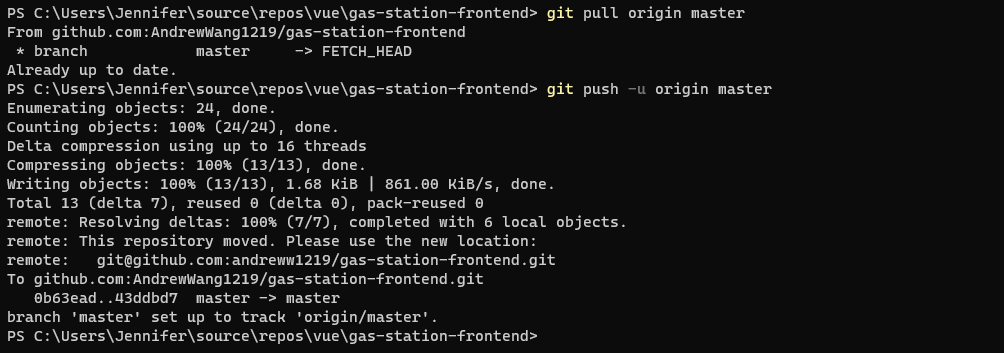 PS C:\Users\Jennifer\source\repos\vue\gas-station-frontend> git pull origin master
From github.com:AndrewWang1219/gas-station-frontend
 * branch            master     -> FETCH_HEAD
Already up to date.
PS C:\Users\Jennifer\source\repos\vue\gas-station-frontend> git push -u origin master
Enumerating objects: 24, done.
Counting objects: 100% (24/24), done.
Delta compression using up to 16 threads
Compressing objects: 100% (13/13), done.
Writing objects: 100% (13/13), 1.68 KiB | 861.00 KiB/s, done.
Total 13 (delta 7), reused 0 (delta 0), pack-reused 0
remote: Resolving deltas: 100% (7/7), completed with 6 local objects.
remote: This repository moved. Please use the new location:
remote:   git@github.com:andreww1219/gas-station-frontend.git
To github.com:AndrewWang1219/gas-station-frontend.git
   0b63ead..43ddbd7  master -> master
branch 'master' set up to track 'origin/master'.
PS C:\Users\Jennifer\source\repos\vue\gas-station-frontend>